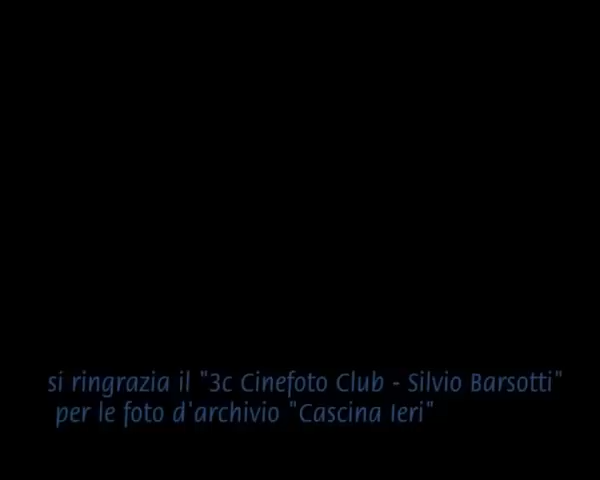 si ringrazia il "3c Cinefoto Club - Silvio Barsotti"
per le foto d'archivio "Cascina Ieri"